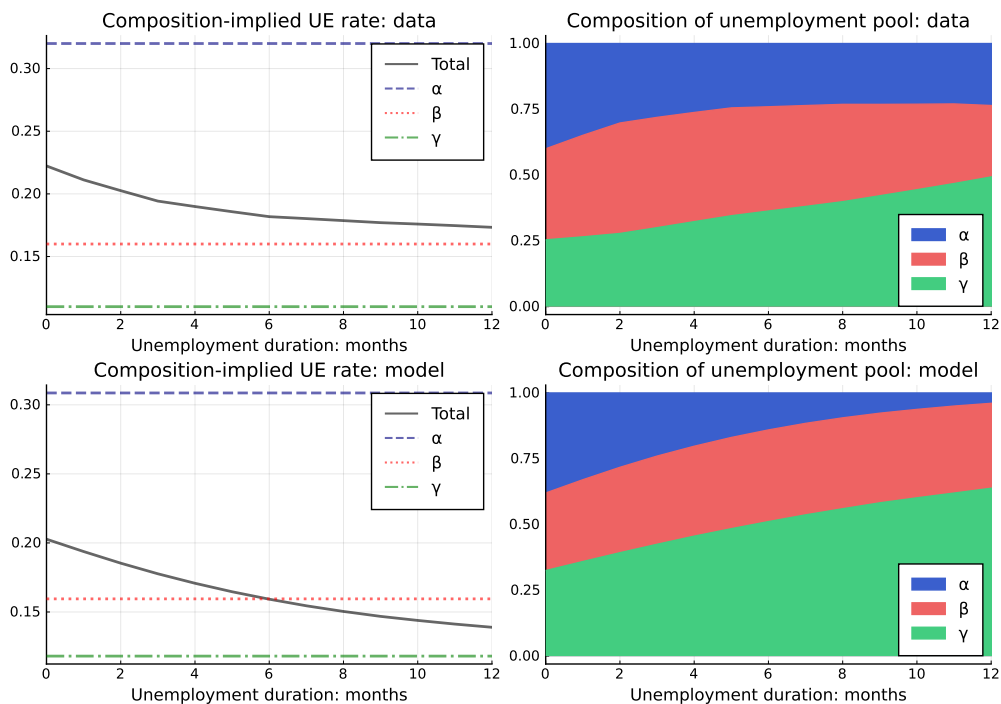 Composition-implied UE rate: data
0.30
0.25
0.20
0.15
0
2
4
6
8
10
12
Unemployment duration: months
Total
α
β
γ
Composition of unemployment pool: data
1.00
0.75
0.50
0.25
0.00
0
2
4
6
8
10
12
Unemployment duration: months
α
β
γ
Composition-implied UE rate: model
0.30
0.25
0.20
0.15
0
2
4
6
8
10
12
Unemployment duration: months
Total
α
β
γ
Composition of unemployment pool: model
1.00
0.75
0.50
0.25
0.00
0
2
4
6
8
10
12
Unemployment duration: months
α
β
γ